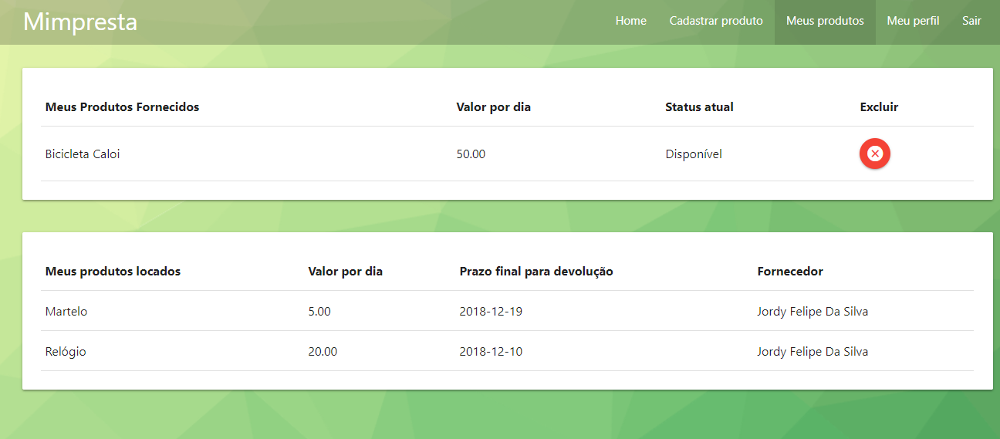 Mimpresta Home Cadastrar produto Meus produtos Meu perfil Sair
Meus Produtos Fornecidos Valor por dia Status atual Excluir
Bicicleta Caloi 50.00 Disponível
Meus produtos locados Valor por dia Prazo final para devolução Fornecedor
Martelo 5.00 2018-12-19 Jordy Felipe Da Silva
Relógio 20.00 2018-12-10 Jordy Felipe Da Silva